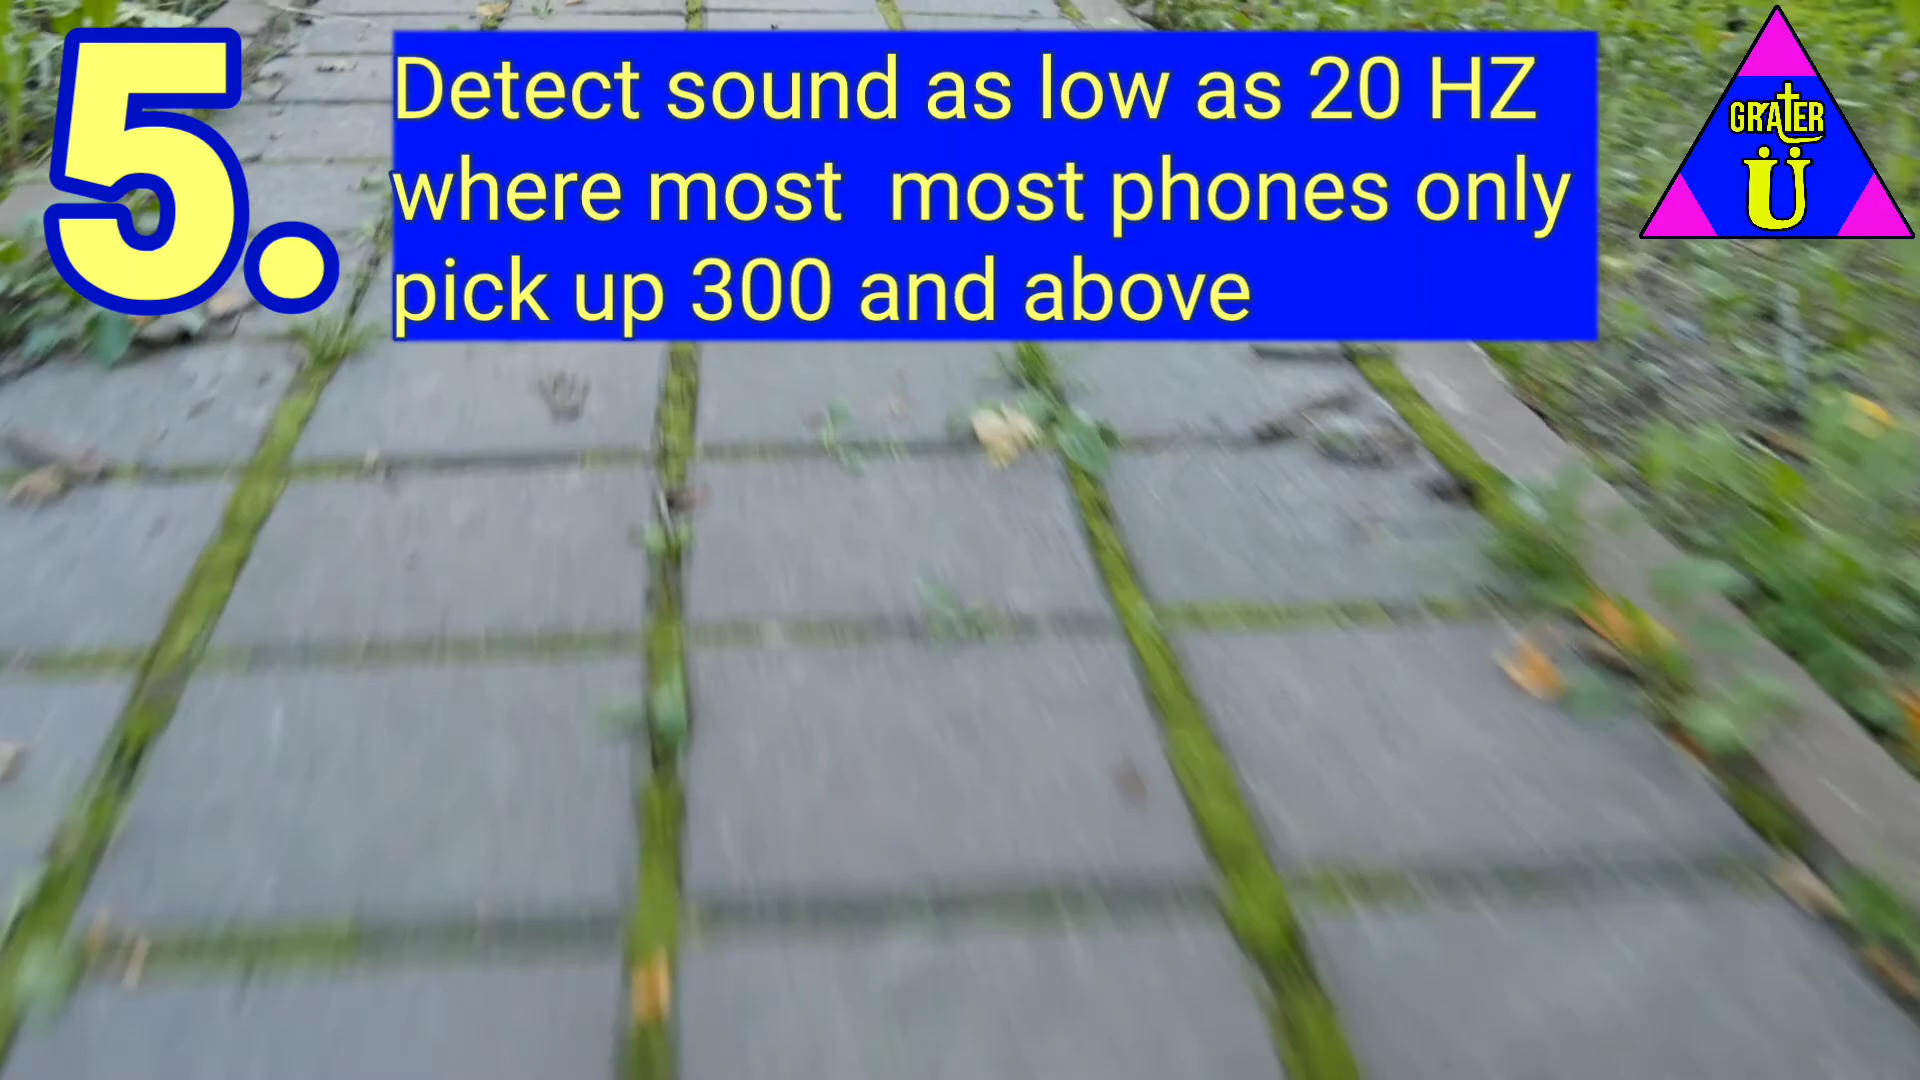 5.
Detect sound as low as 20 HZ
where most  most phones only
pick up 300 and above
GRATER
Ü